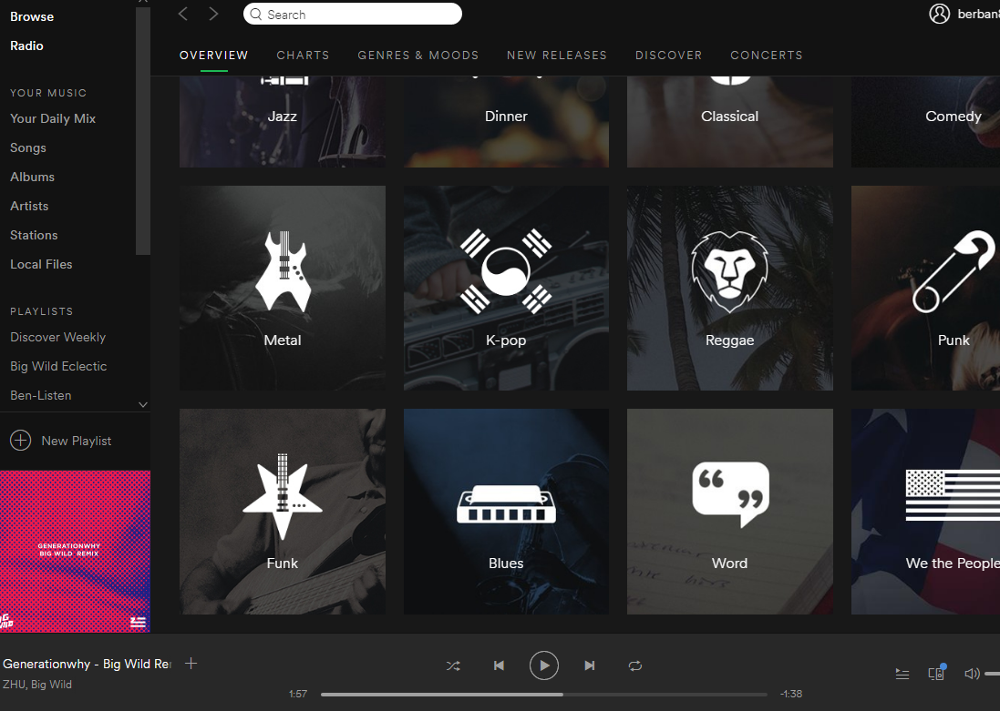 Browse
Radio
YOUR MUSIC
Your Daily Mix
Songs
Albums
Artists
Stations
Local Files
PLAYLISTS
Discover Weekly
Big Wild Eclectic
Ben-Listen
New Playlist
GENERATIONWHY
BIG WILD REMIX
Search
berban8
OVERVIEW CHARTS GENRES & MOODS NEW RELEASES DISCOVER CONCERTS
Jazz Dinner Classical Comedy
Metal K-pop Reggae Punk
Funk Blues Word We the People
Generationwhy - Big Wild Re
ZHU, Big Wild
1:57 -1:38